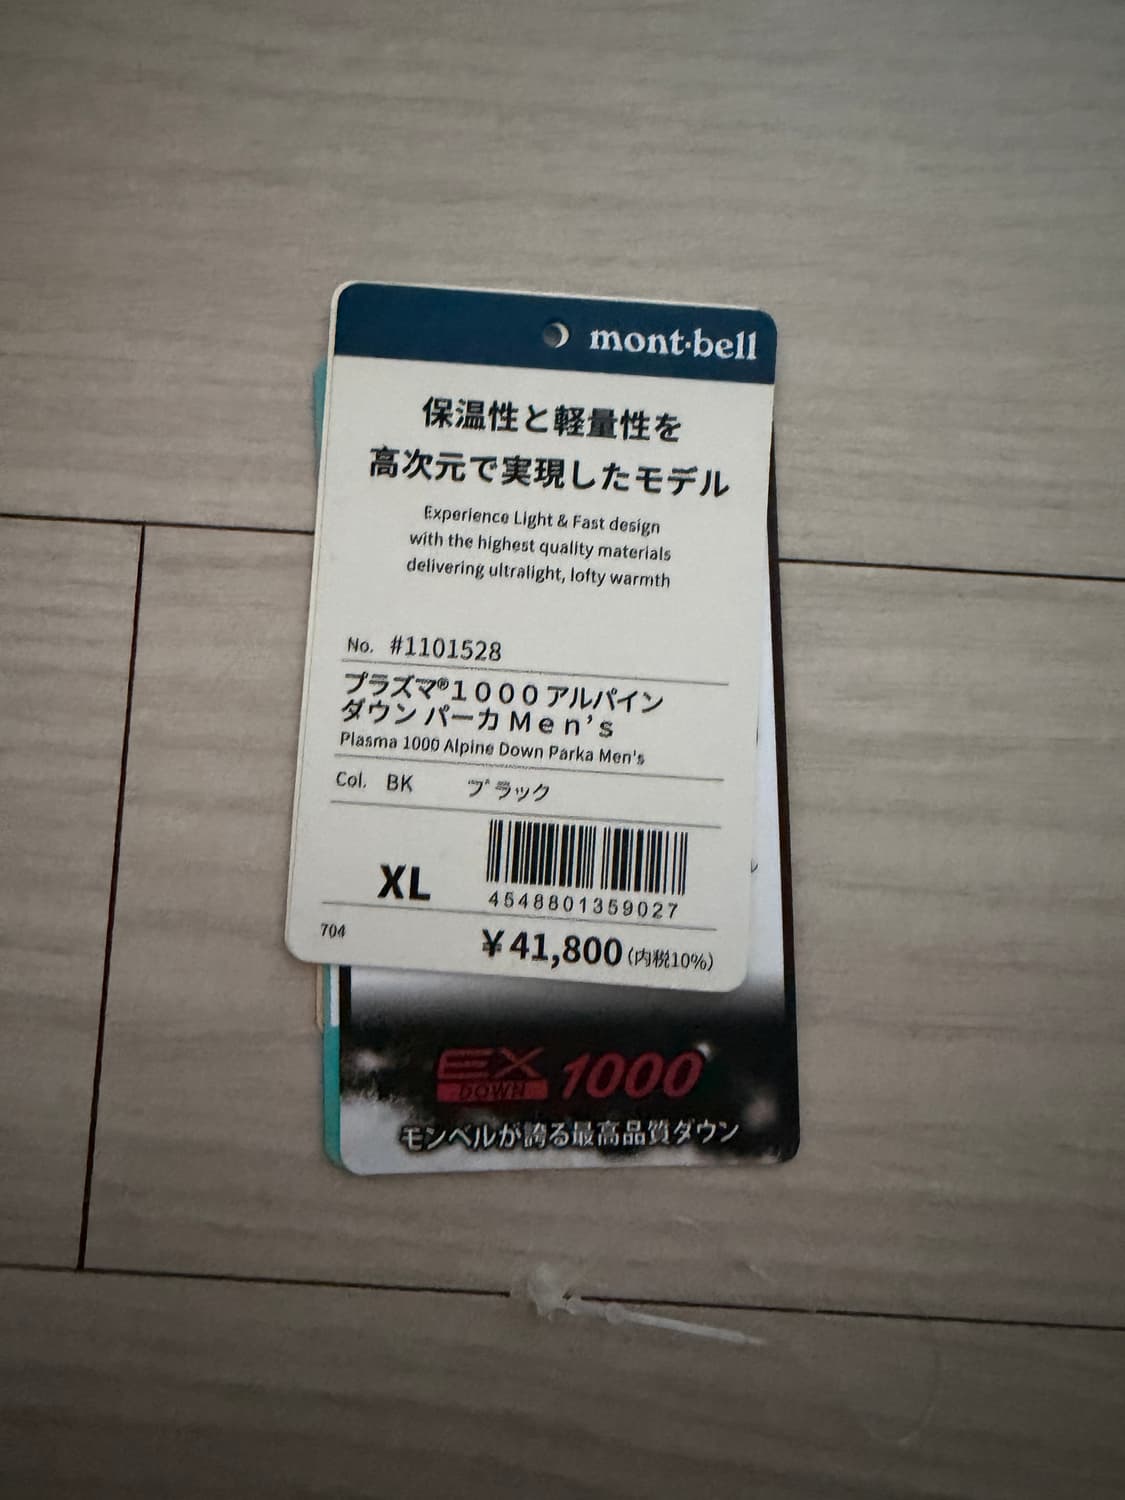 mont-bell
保温性と軽量性を
高次元で実現したモデル
Experience Light & Fast design
with the highest quality materials
delivering ultralight, lofty warmth
No. #1101528
プラズマ®１０００アルパイン
ダウン パーカ Ｍｅｎ’ｓ
Plasma 1000 Alpine Down Parka Men's
Col. BK ブラック
XL
4548801359027
704
¥41,800(内税10%)
EX DOWN 1000
モンベルが誇る最高品質ダウン